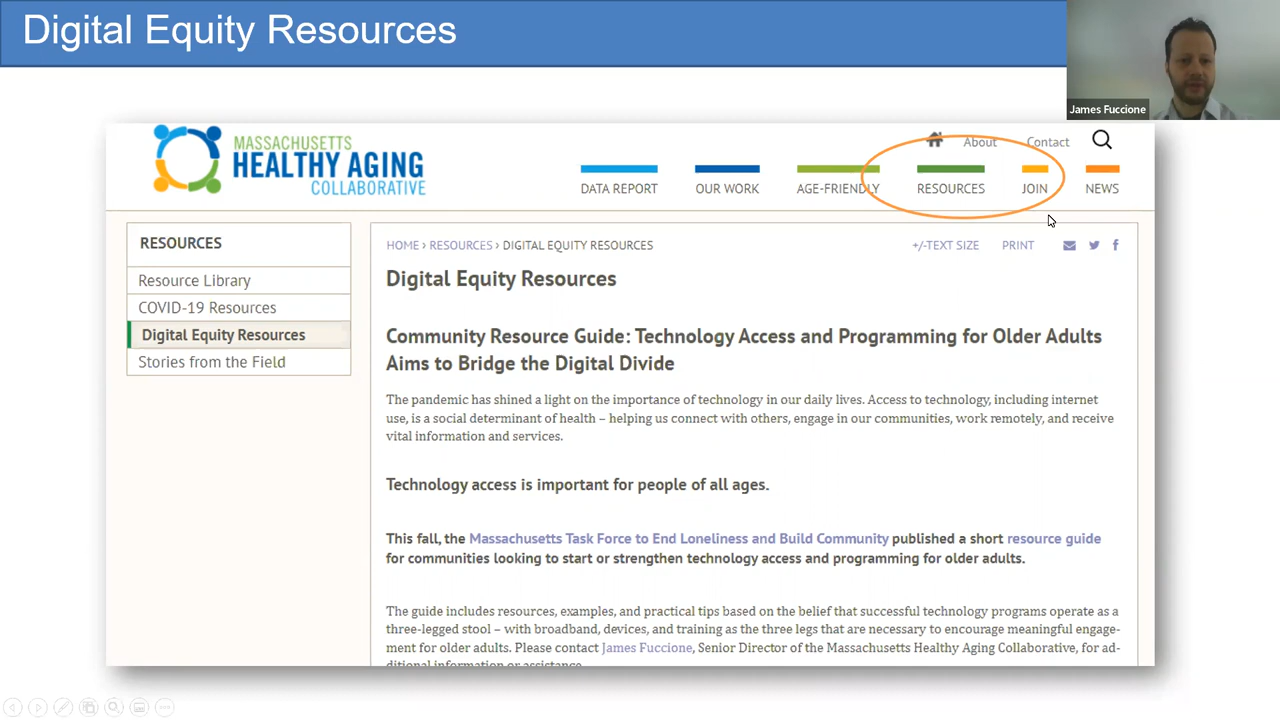 Digital Equity Resources
James Fuccione
MASSACHUSETTS
HEALTHY AGING
COLLABORATIVE
About
Contact
DATA REPORT
OUR WORK
AGE-FRIENDLY
RESOURCES
JOIN
NEWS
RESOURCES
Resource Library
COVID-19 Resources
Digital Equity Resources
Stories from the Field
HOME › RESOURCES › DIGITAL EQUITY RESOURCES
+/-TEXT SIZE
PRINT
Digital Equity Resources
Community Resource Guide: Technology Access and Programming for Older Adults
Aims to Bridge the Digital Divide
The pandemic has shined a light on the importance of technology in our daily lives. Access to technology, including internet
use, is a social determinant of health – helping us connect with others, engage in our communities, work remotely, and receive
vital information and services.
Technology access is important for people of all ages.
This fall, the Massachusetts Task Force to End Loneliness and Build Community published a short resource guide
for communities looking to start or strengthen technology access and programming for older adults.
The guide includes resources, examples, and practical tips based on the belief that successful technology programs operate as a
three-legged stool – with broadband, devices, and training as the three legs that are necessary to encourage meaningful engage-
ment for older adults. Please contact James Fuccione, Senior Director of the Massachusetts Healthy Aging Collaborative, for ad-
ditional information or assistance.